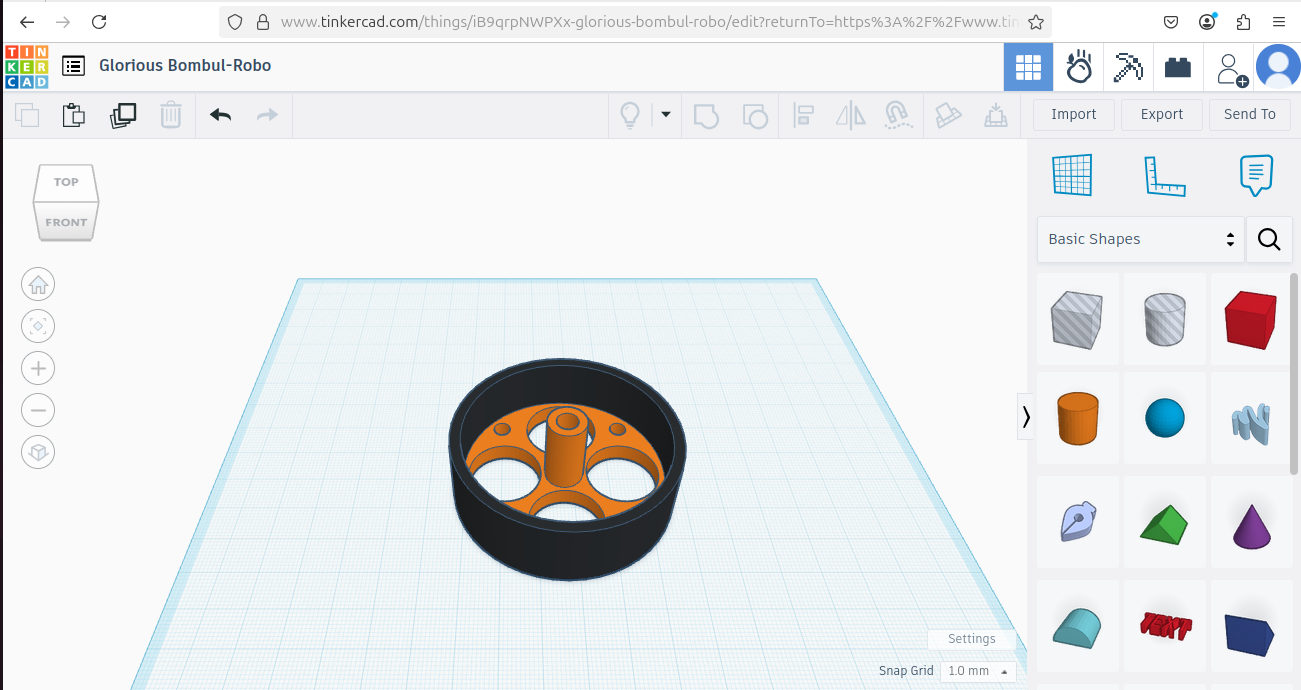 www.tinkercad.com/things/iB9qrpNWPXx-glorious-bombul-robo/edit?returnTo=https%3A%2F%2Fwww.tin
TIN
KER
CAD
Glorious Bombul-Robo
Import
Export
Send To
TOP
FRONT
Basic Shapes
TEXT
Settings
Snap Grid
1.0 mm